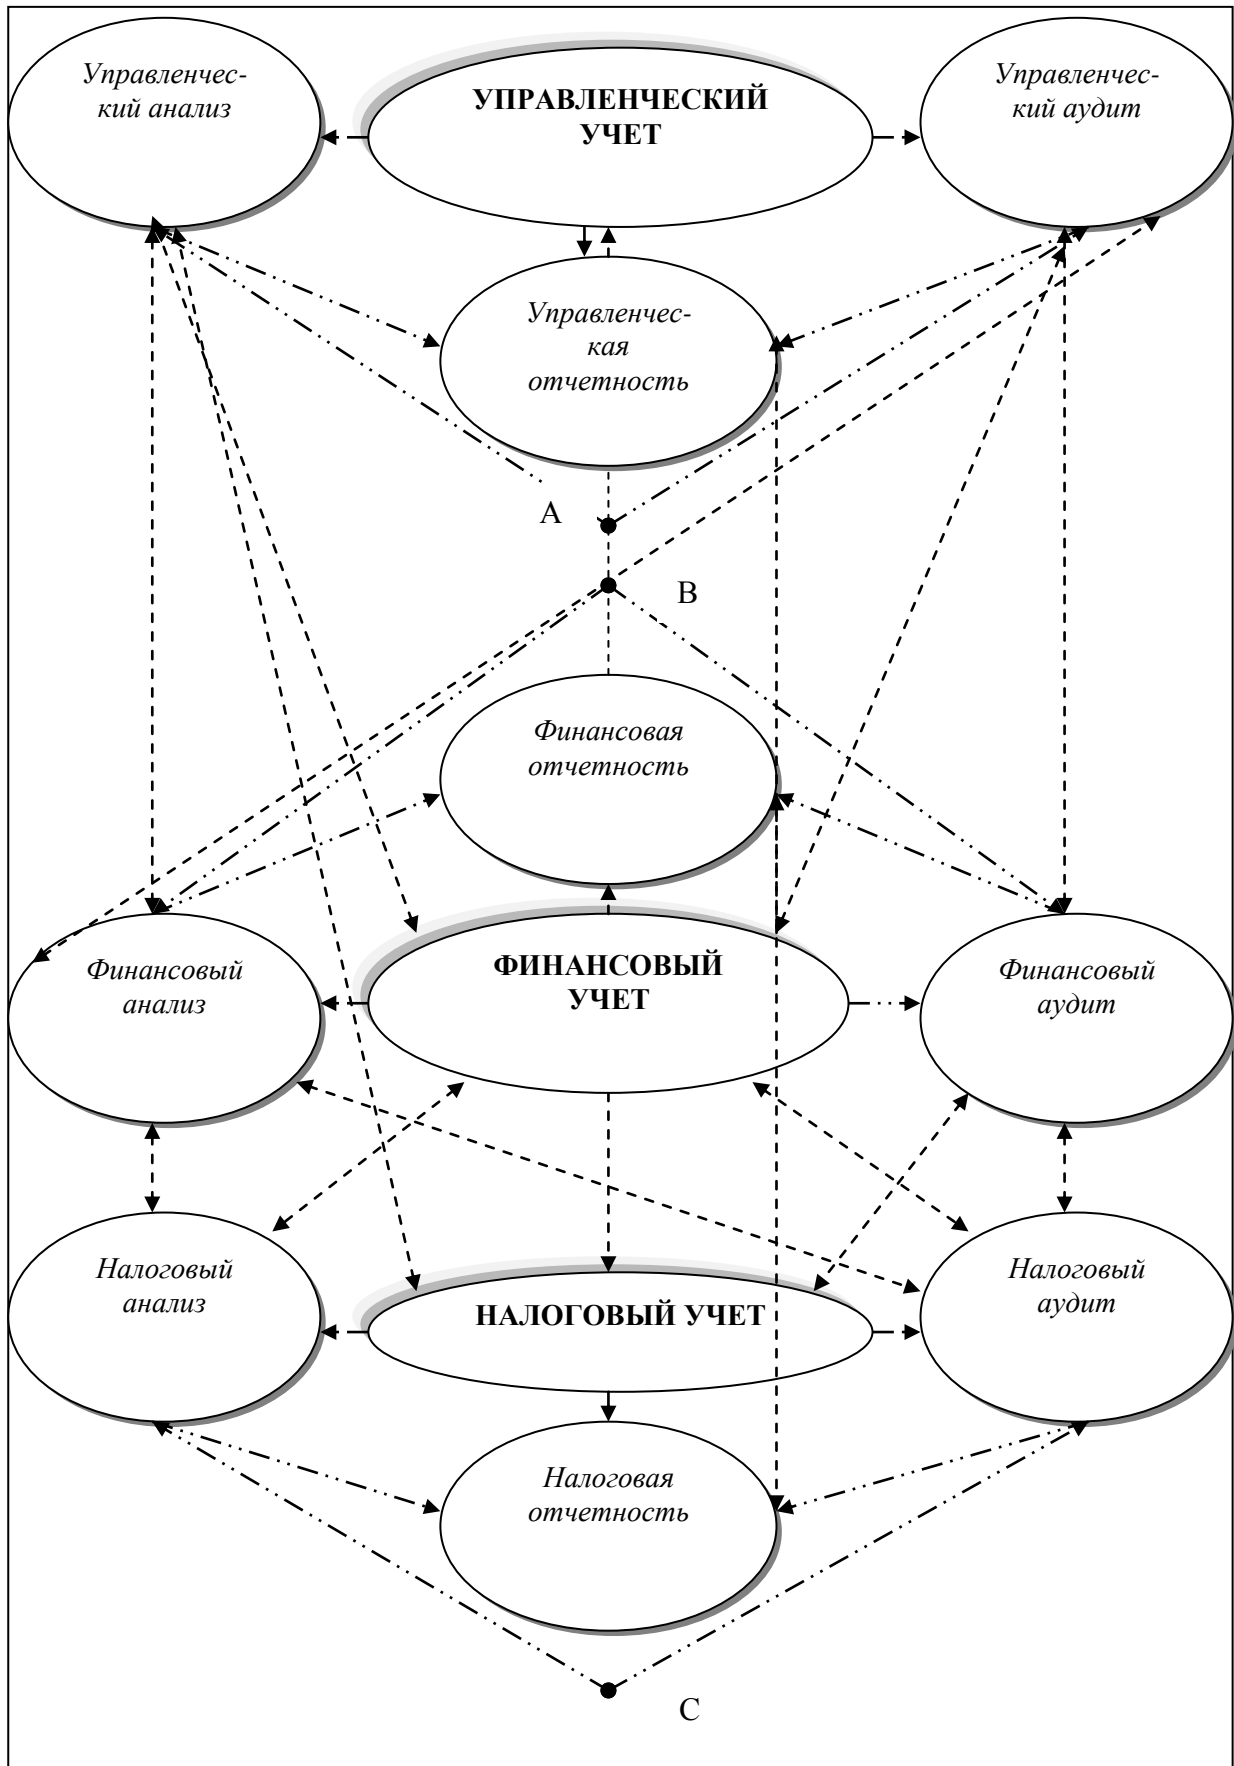 Управленчес-
кий анализ
УПРАВЛЕНЧЕСКИЙ
УЧЕТ
Управленчес-
кий аудит
Управленчес-
кая
отчетность
A
B
Финансовая
отчетность
Финансовый
анализ
ФИНАНСОВЫЙ
УЧЕТ
Финансовый
аудит
Налоговый
анализ
НАЛОГОВЫЙ УЧЕТ
Налоговый
аудит
Налоговая
отчетность
C